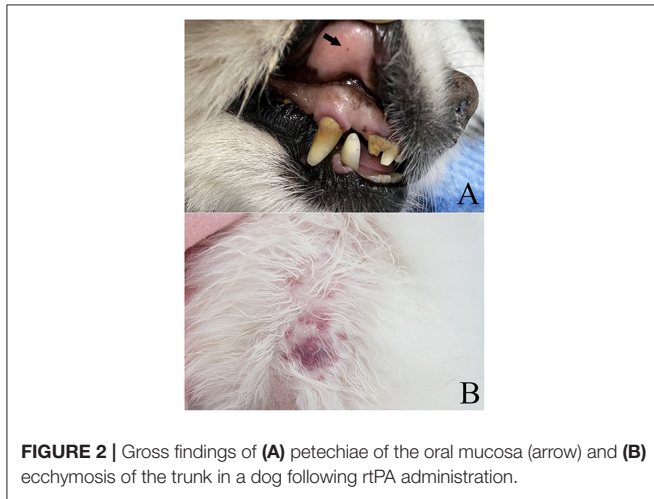 A
B
FIGURE 2 | Gross findings of (A) petechiae of the oral mucosa (arrow) and (B)
ecchymosis of the trunk in a dog following rtPA administration.